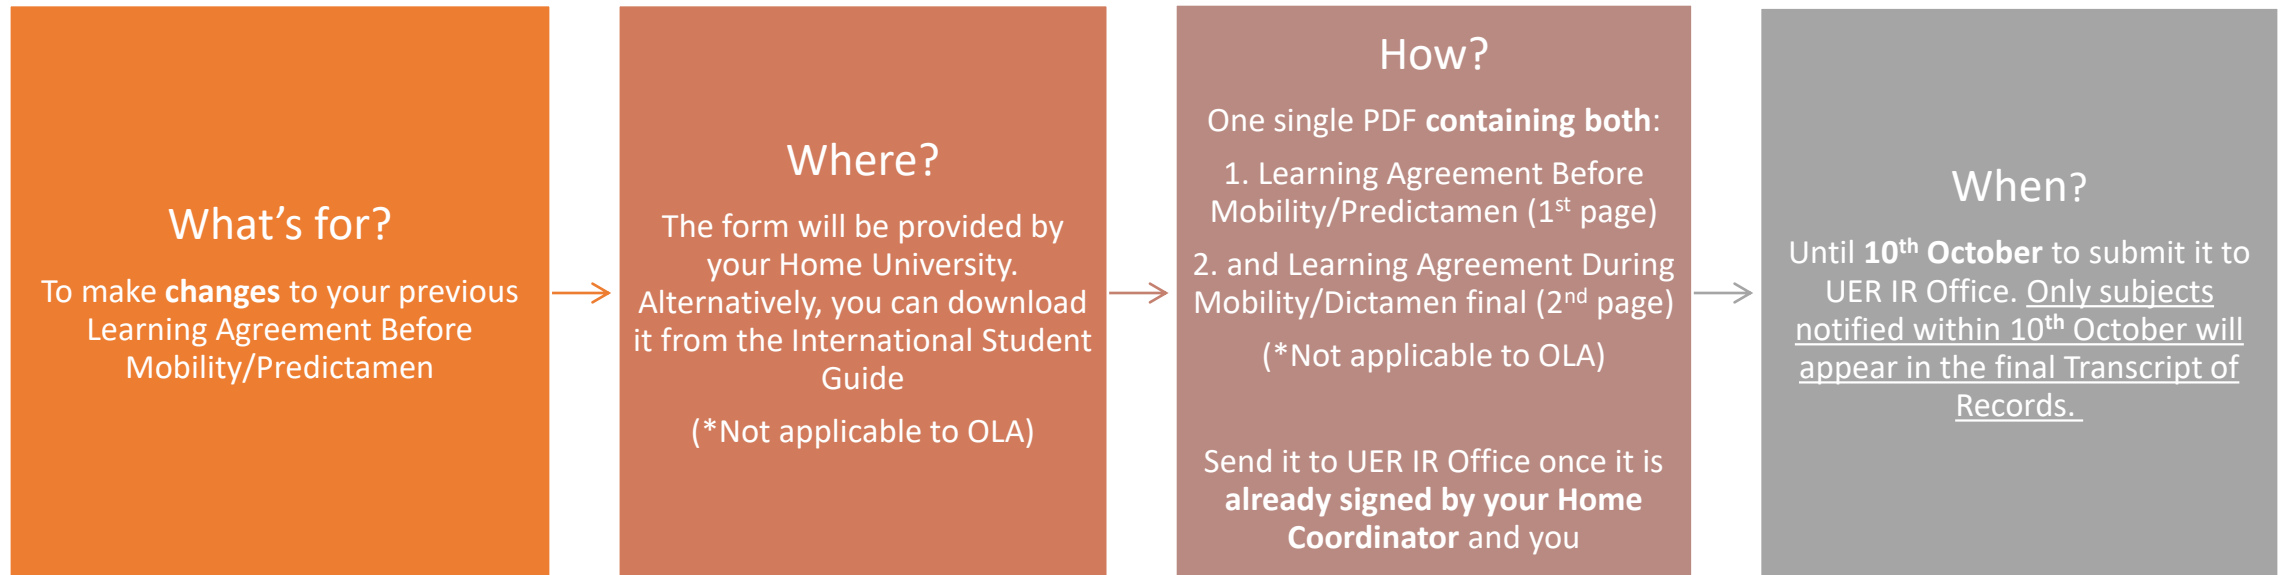 What's for?
To make changes to your previous
Learning Agreement Before
Mobility/Predictamen
Where?
The form will be provided by
your Home University.
Alternatively, you can download
it from the International Student
Guide
(*Not applicable to OLA)
How?
One single PDF containing both:
1. Learning Agreement Before
Mobility/Predictamen (1st page)
2. and Learning Agreement During
Mobility/Dictamen final (2nd page)
(*Not applicable to OLA)
Send it to UER IR Office once it is
already signed by your Home
Coordinator and you
When?
Until 10th October to submit it to
UER IR Office. Only subjects
notified within 10th October will
appear in the final Transcript of
Records.